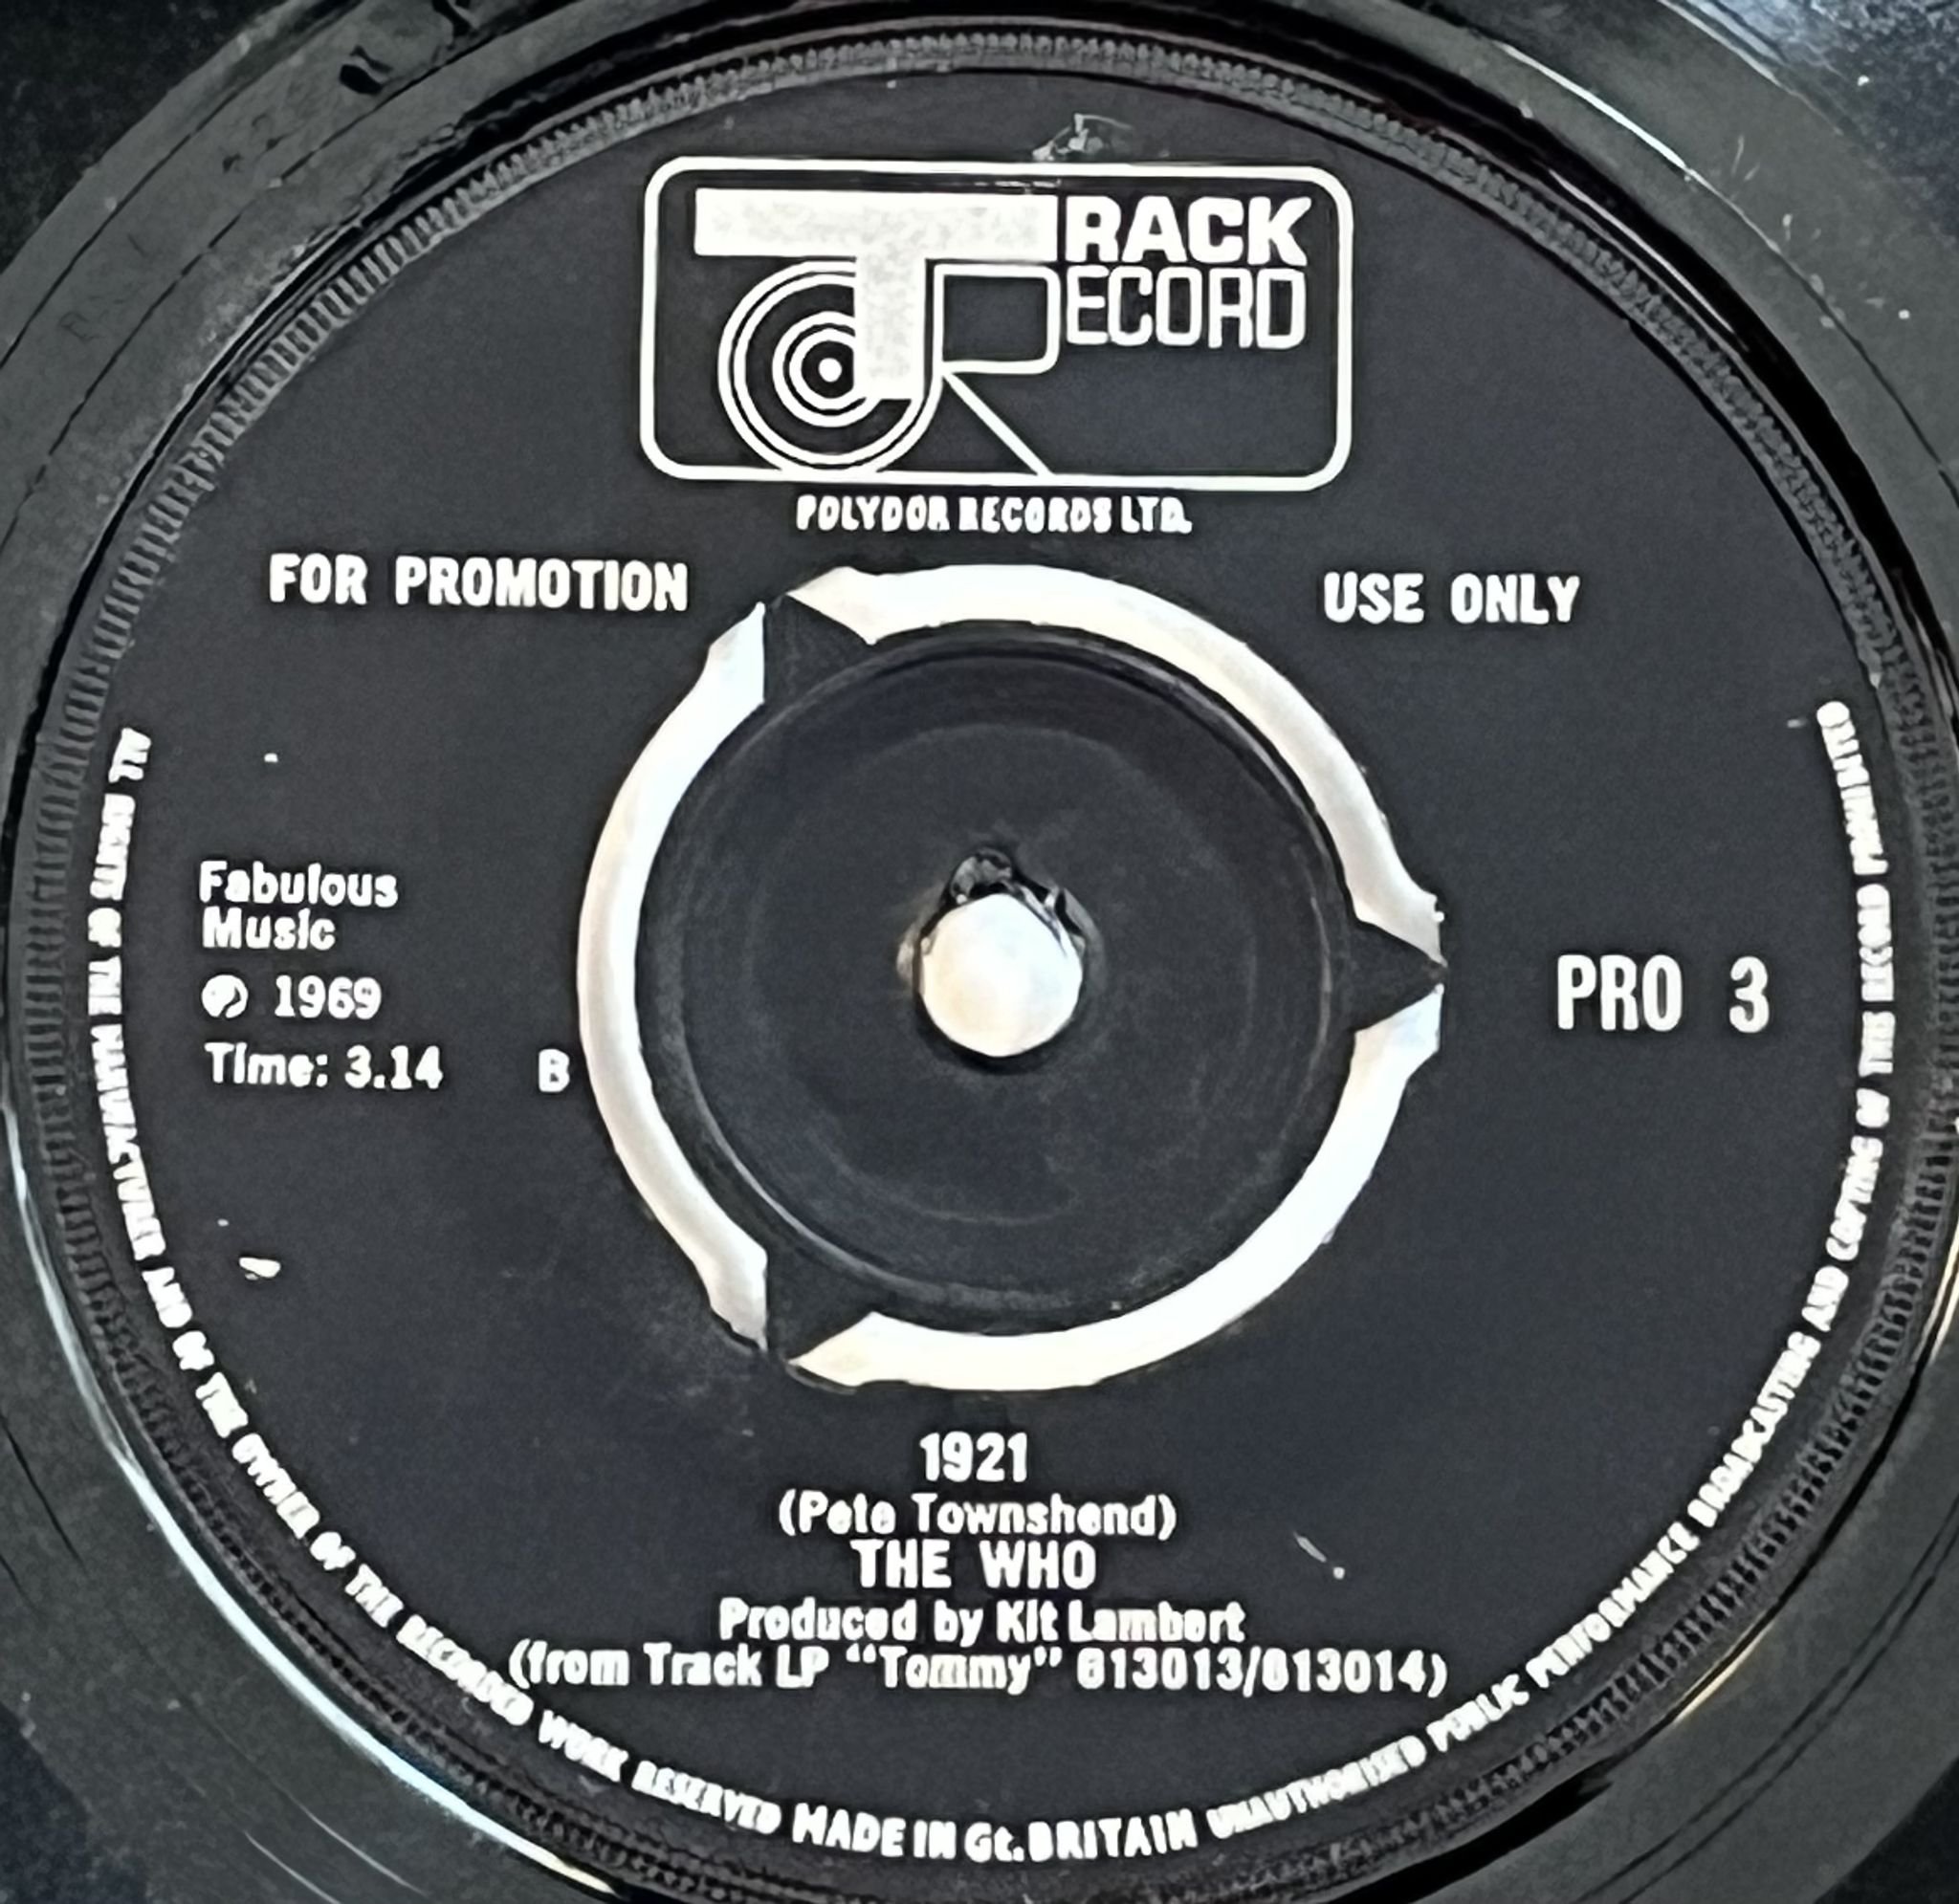 TRACK
RECORD
POLYDOR RECORDS LTD.
FOR PROMOTION USE ONLY
Fabulous
Music
℗ 1969
Time: 3.14
B
PRO 3
1921
(Pete Townshend)
THE WHO
Produced by Kit Lambert
(from Track LP “Tommy” 613013/613014)
ALL RIGHTS OF THE MANUFACTURER AND OF THE OWNER OF THE RECORDED WORK RESERVED MADE IN Gt. BRITAIN UNAUTHORISED PUBLIC PERFORMANCE BROADCASTING AND COPYING OF THIS RECORD PROHIBITED